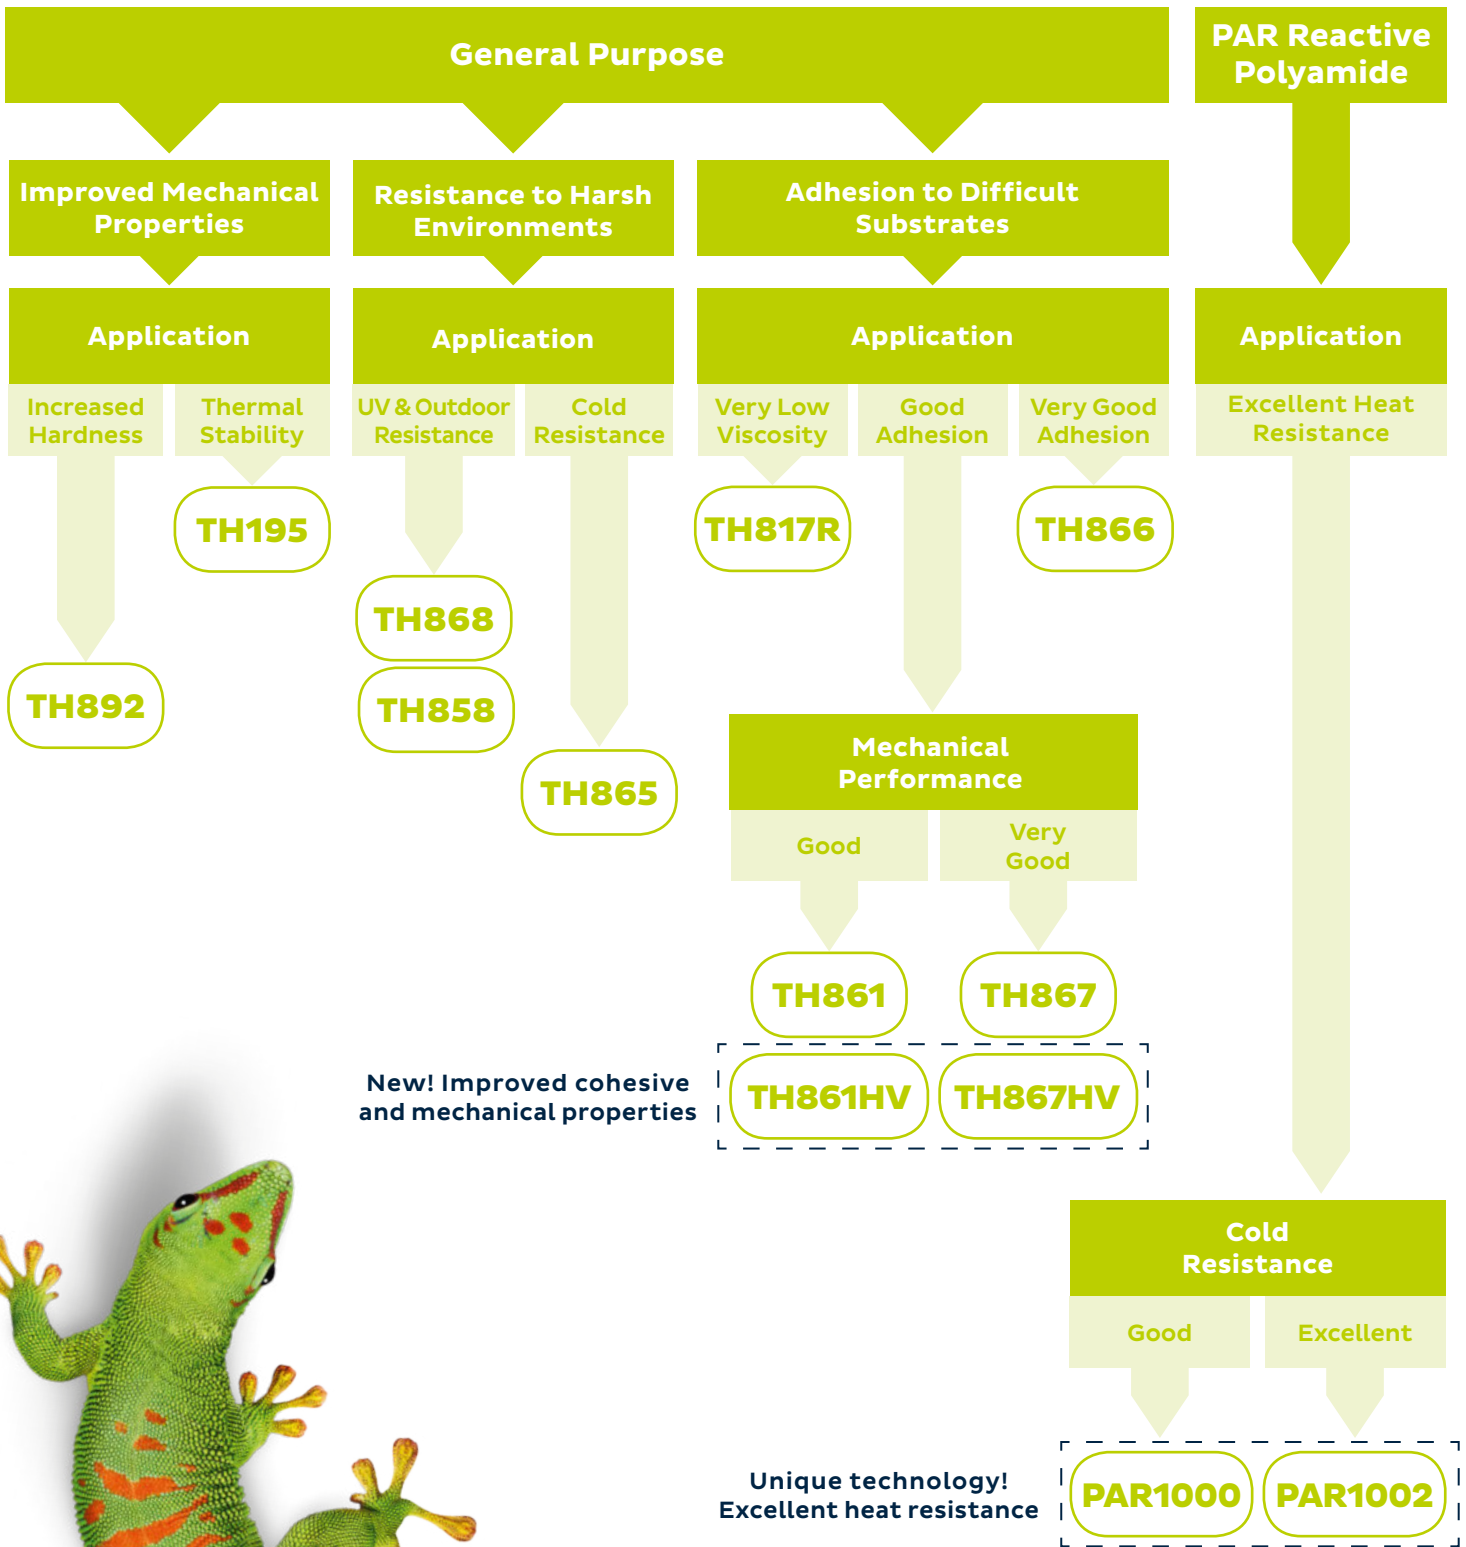 General Purpose
PAR Reactive
Polyamide
Improved Mechanical
Properties
Resistance to Harsh
Environments
Adhesion to Difficult
Substrates
Application
Application
Application
Application
Increased
Hardness
Thermal
Stability
UV & Outdoor
Resistance
Cold
Resistance
Very Low
Viscosity
Good
Adhesion
Very Good
Adhesion
Excellent Heat
Resistance
TH195
TH817R
TH866
TH868
TH892
TH858
TH865
Mechanical
Performance
Good
Very
Good
TH861
TH867
New! Improved cohesive
and mechanical properties
TH861HV
TH867HV
Cold
Resistance
Good
Excellent
Unique technology!
Excellent heat resistance
PAR1000
PAR1002